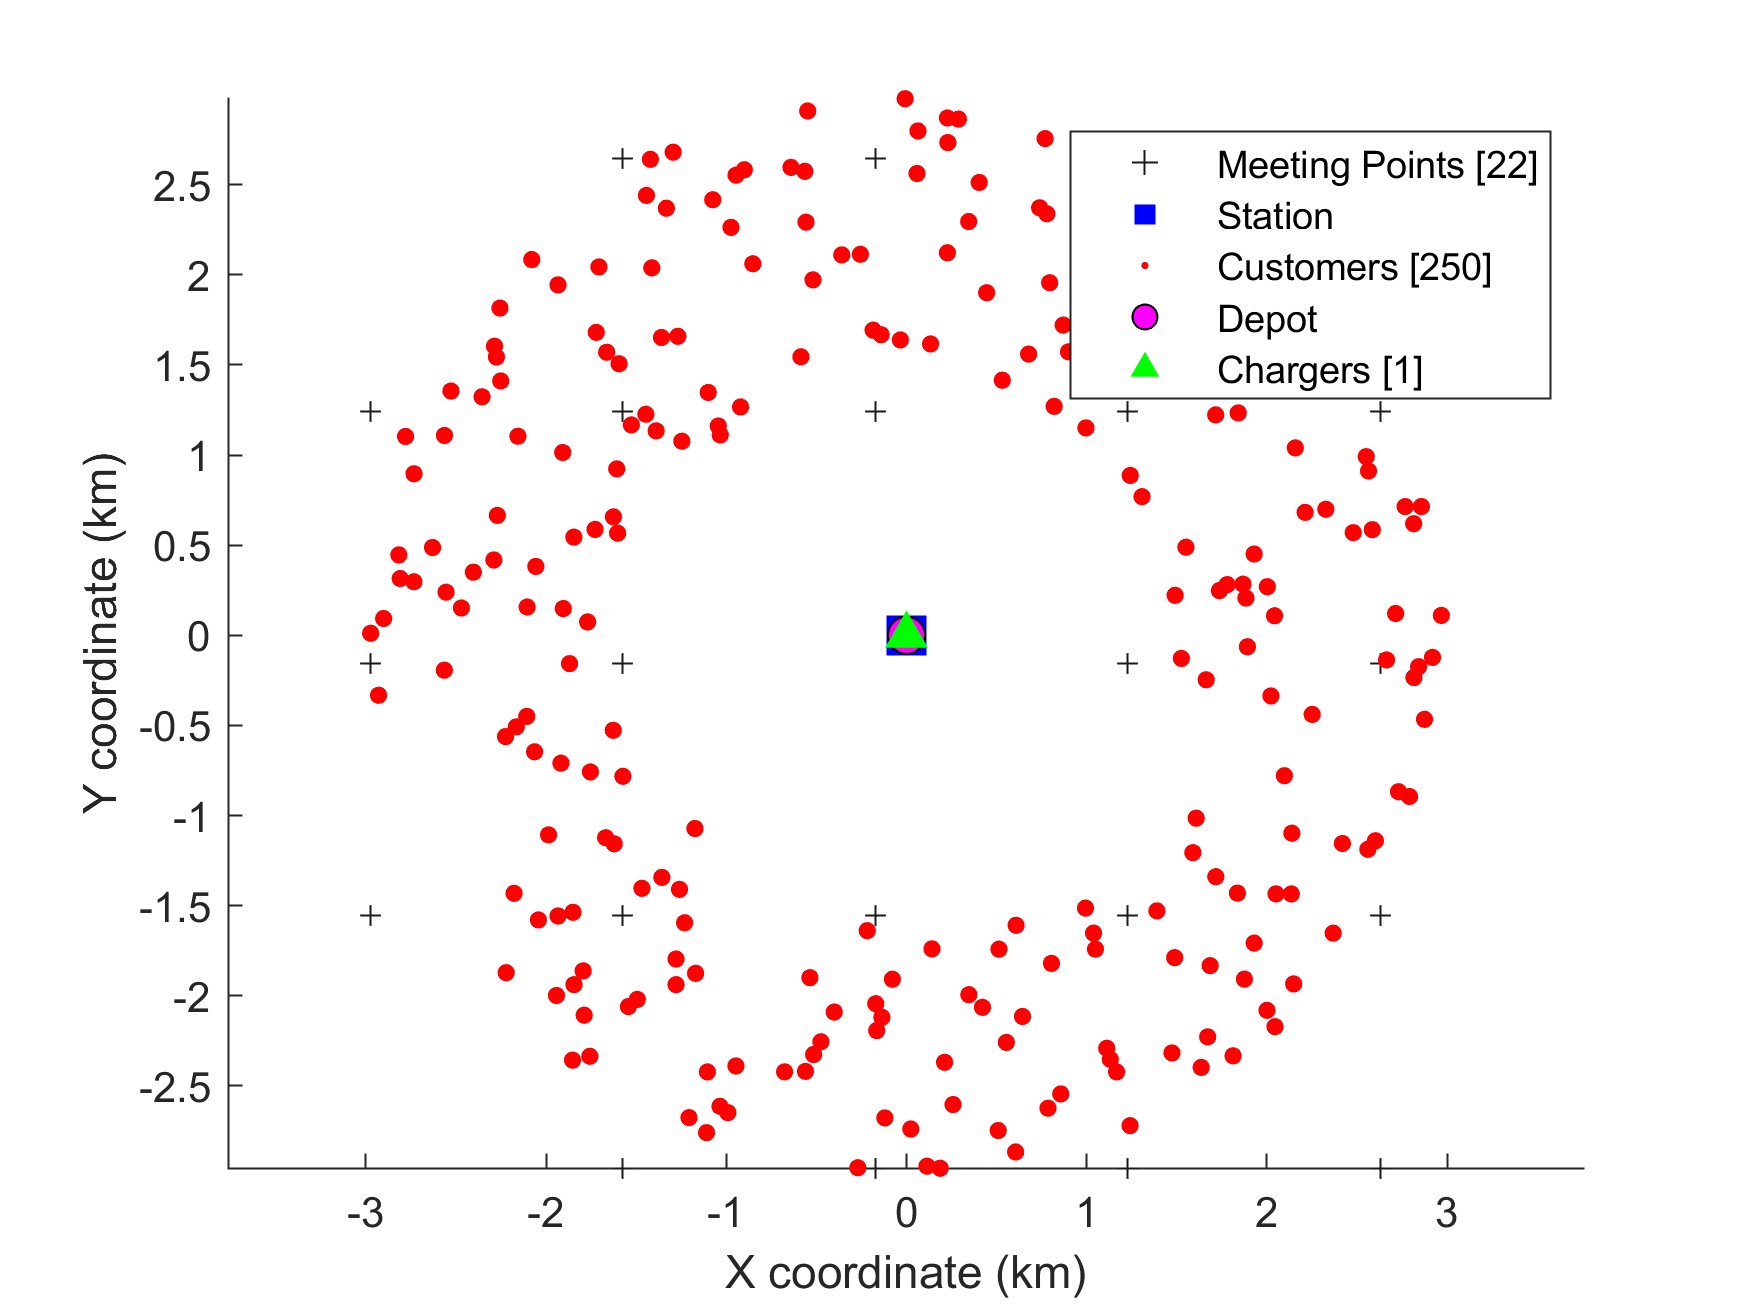 Meeting Points [22]
Station
Customers [250]
Depot
Chargers [1]
2.5
2
1.5
1
0.5
0
-0.5
-1
-1.5
-2
-2.5
Y coordinate (km)
-3 -2 -1 0 1 2 3
X coordinate (km)